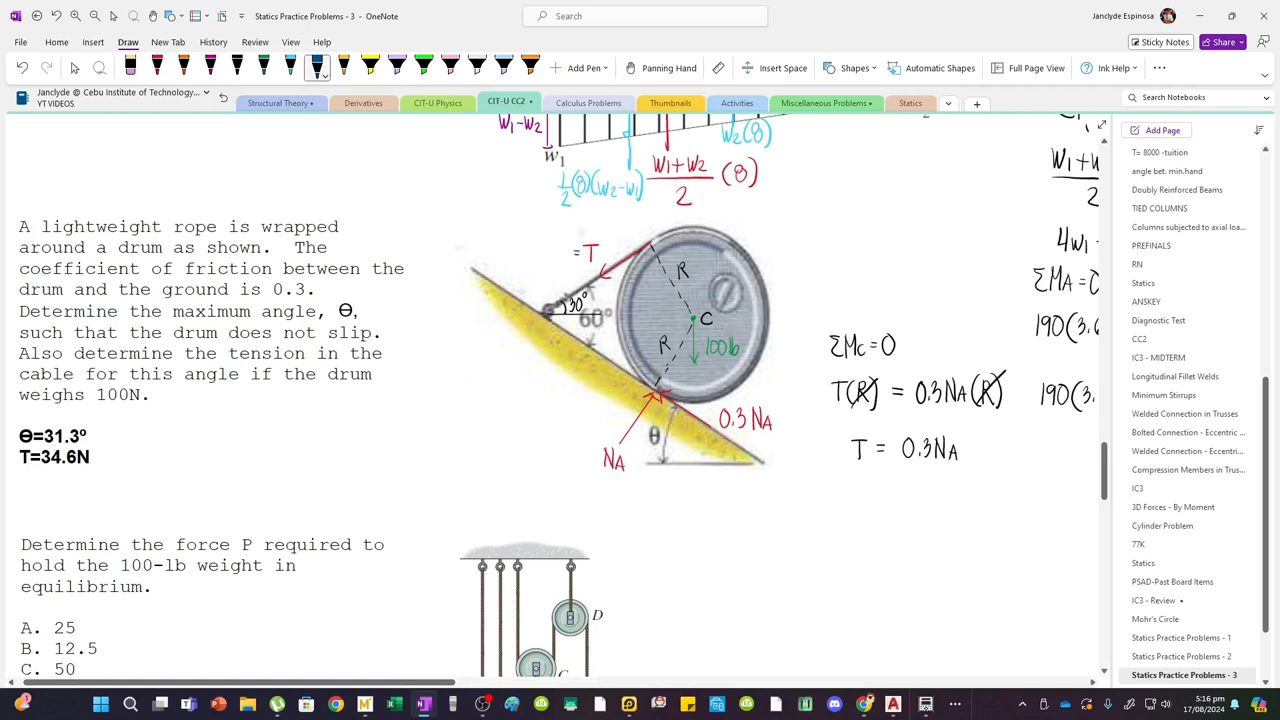 Statics Practice Problems - 3 - OneNote
Search
Janclyde Espinosa
File Home Insert Draw New Tab History Review View Help
Sticky Notes
Share
Add Pen
Panning Hand
Insert Space
Shapes
Automatic Shapes
Full Page View
Ink Help
Janclyde @ Cebu Institute of Technology...
YT VIDEOS
Structural Theory
Derivatives
CIT-U Physics
CIT-U CC2
Calculus Problems
Thumbnails
Activities
Miscellaneous Problems
Statics
Search Notebooks
Add Page
W1-W2
W1
½(8)(W2-W1)
W1+W2
2
(8)
W2(8)
A lightweight rope is wrapped
around a drum as shown. The
coefficient of friction between the
drum and the ground is 0.3.
Determine the maximum angle, Θ,
such that the drum does not slip.
Also determine the tension in the
cable for this angle if the drum
weighs 100N.
Θ=31.3º
T=34.6N
= T
30°
60°
R
C
R
100lb
0.3 NA
θ
NA
ΣMc = 0
T(R) = 0.3NA(R)
T = 0.3NA
W1+W
2
4W1 +
ΣMA = 0
190(3.
190(3.
Determine the force P required to
hold the 100-lb weight in
equilibrium.
A. 25
B. 12.5
C. 50
D
C
T= 8000 -tuition
angle bet. min.hand
Doubly Reinforced Beams
TIED COLUMNS
Columns subjected to axial loa...
PREFINALS
RN
Statics
ANSKEY
Diagnostic Test
CC2
IC3 - MIDTERM
Longitudinal Fillet Welds
Minimum Stirrups
Welded Connection in Trusses
Bolted Connection - Eccentric ...
Welded Connection - Eccentri...
Compression Members in Trus...
IC3
3D Forces - By Moment
Cylinder Problem
77K
Statics
PSAD-Past Board Items
IC3 - Review
Mohr's Circle
Statics Practice Problems - 1
Statics Practice Problems - 2
Statics Practice Problems - 3
5:16 pm
17/08/2024